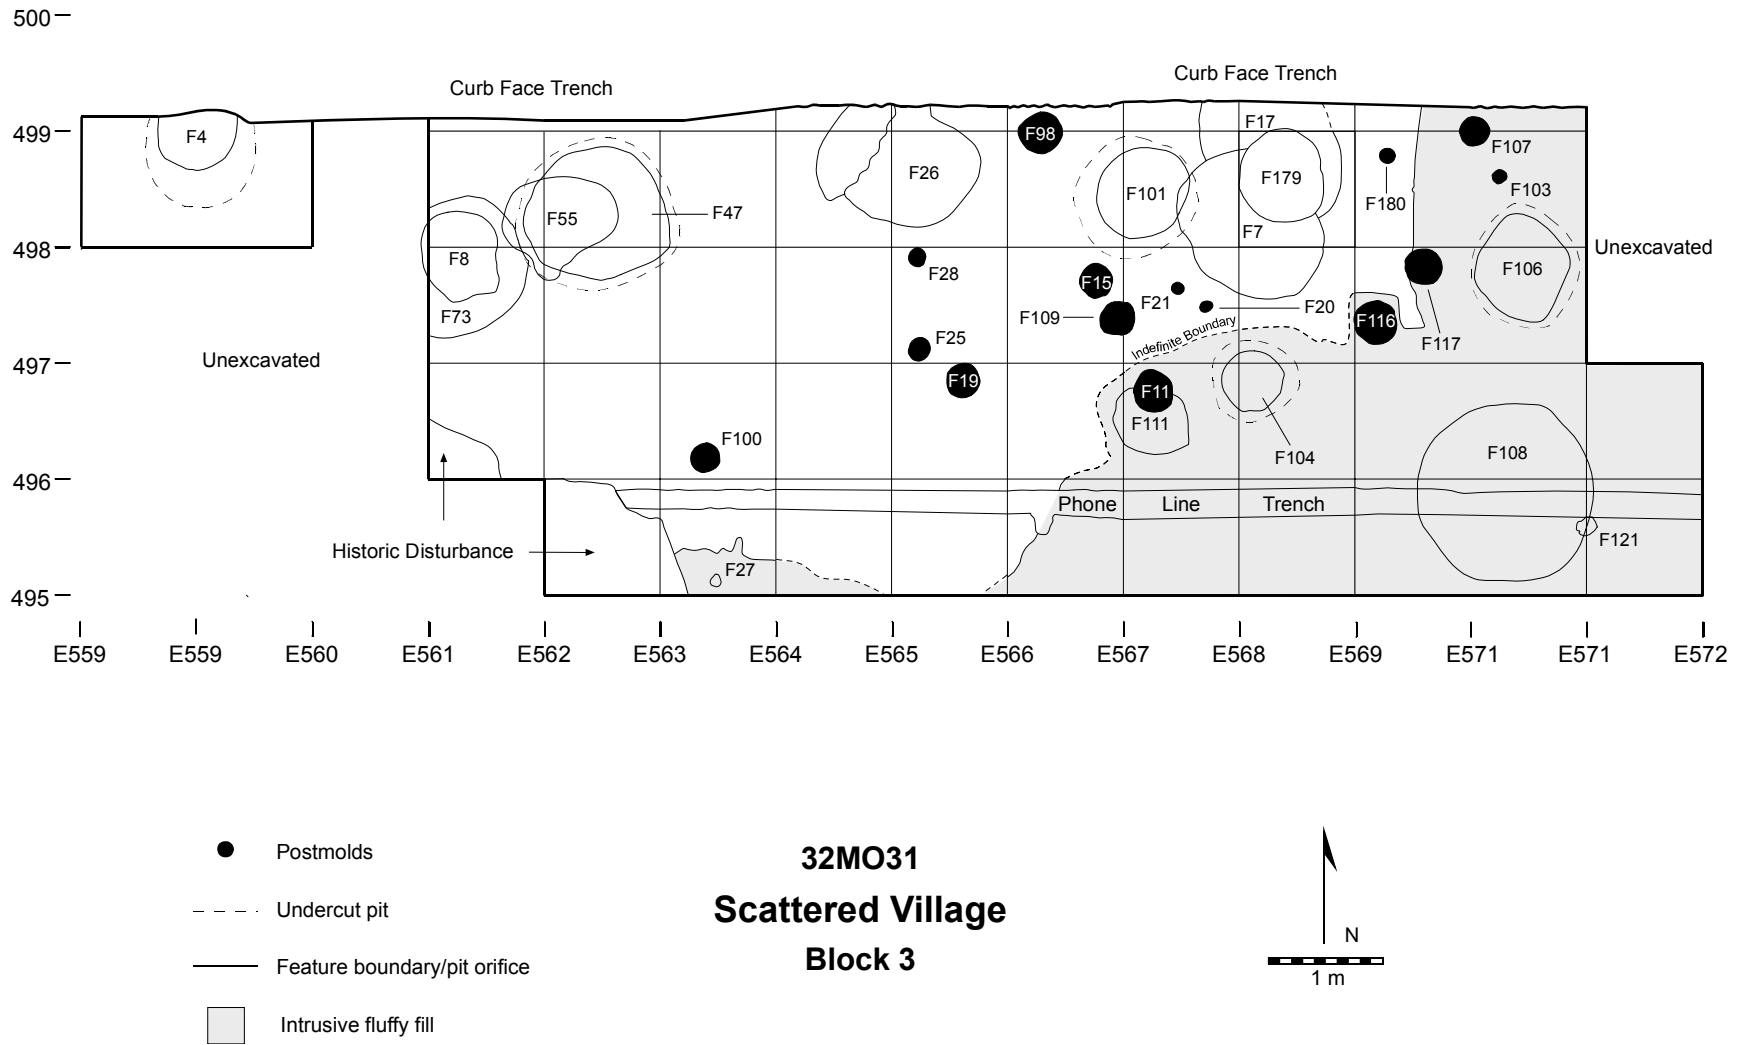 500
Curb Face Trench
Curb Face Trench
499
F4
F98
F17
F107
F26
F101
F179
F180
F103
F55
F47
F7
498
F8
F28
F15
F106
Unexcavated
F73
F109
F21
F20
F116
F117
Indefinite Boundary
F25
497
Unexcavated
F19
F11
F111
F104
F100
F108
496
Phone Line Trench
Historic Disturbance
F27
F121
495
E559 E559 E560 E561 E562 E563 E564 E565 E566 E567 E568 E569 E571 E571 E572
Postmolds
Undercut pit
Feature boundary/pit orifice
Intrusive fluffy fill
32MO31
Scattered Village
Block 3
N
1 m